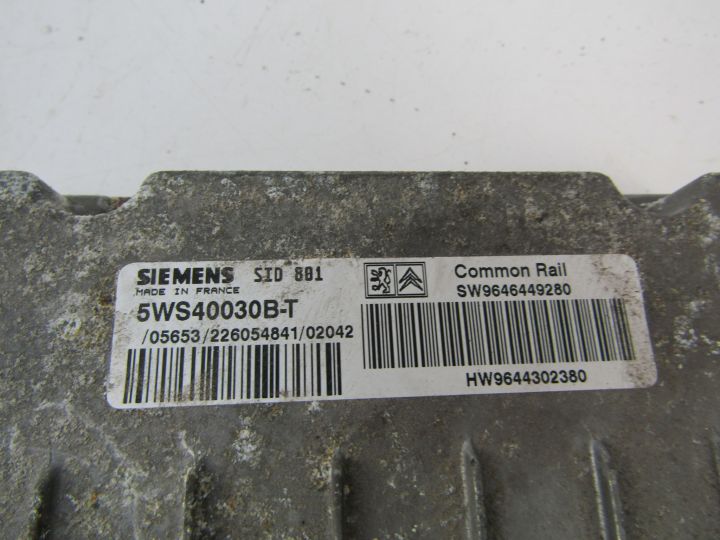 SIEMENS SID 801
MADE IN FRANCE
5WS40030B-T
/05653/226054841/02042
Common Rail
SW9646449280
HW9644302380